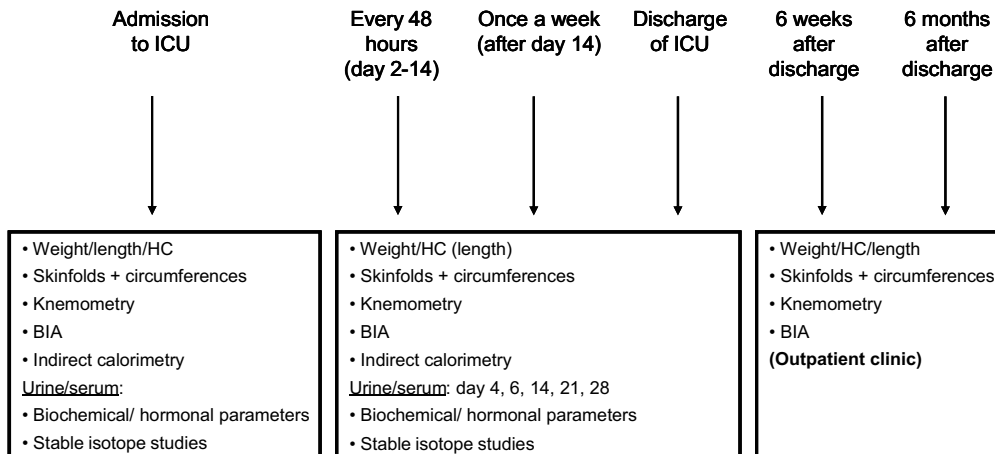 Admission
to ICU
Every 48
hours
(day 2-14)
Once a week
(after day 14)
Discharge
of ICU
6 weeks
after
discharge
6 months
after
discharge
• Weight/length/HC
• Skinfolds + circumferences
• Knemometry
• BIA
• Indirect calorimetry
Urine/serum:
• Biochemical/ hormonal parameters
• Stable isotope studies
• Weight/HC (length)
• Skinfolds + circumferences
• Knemometry
• BIA
• Indirect calorimetry
Urine/serum: day 4, 6, 14, 21, 28
• Biochemical/ hormonal parameters
• Stable isotope studies
• Weight/HC/length
• Skinfolds + circumferences
• Knemometry
• BIA
(Outpatient clinic)